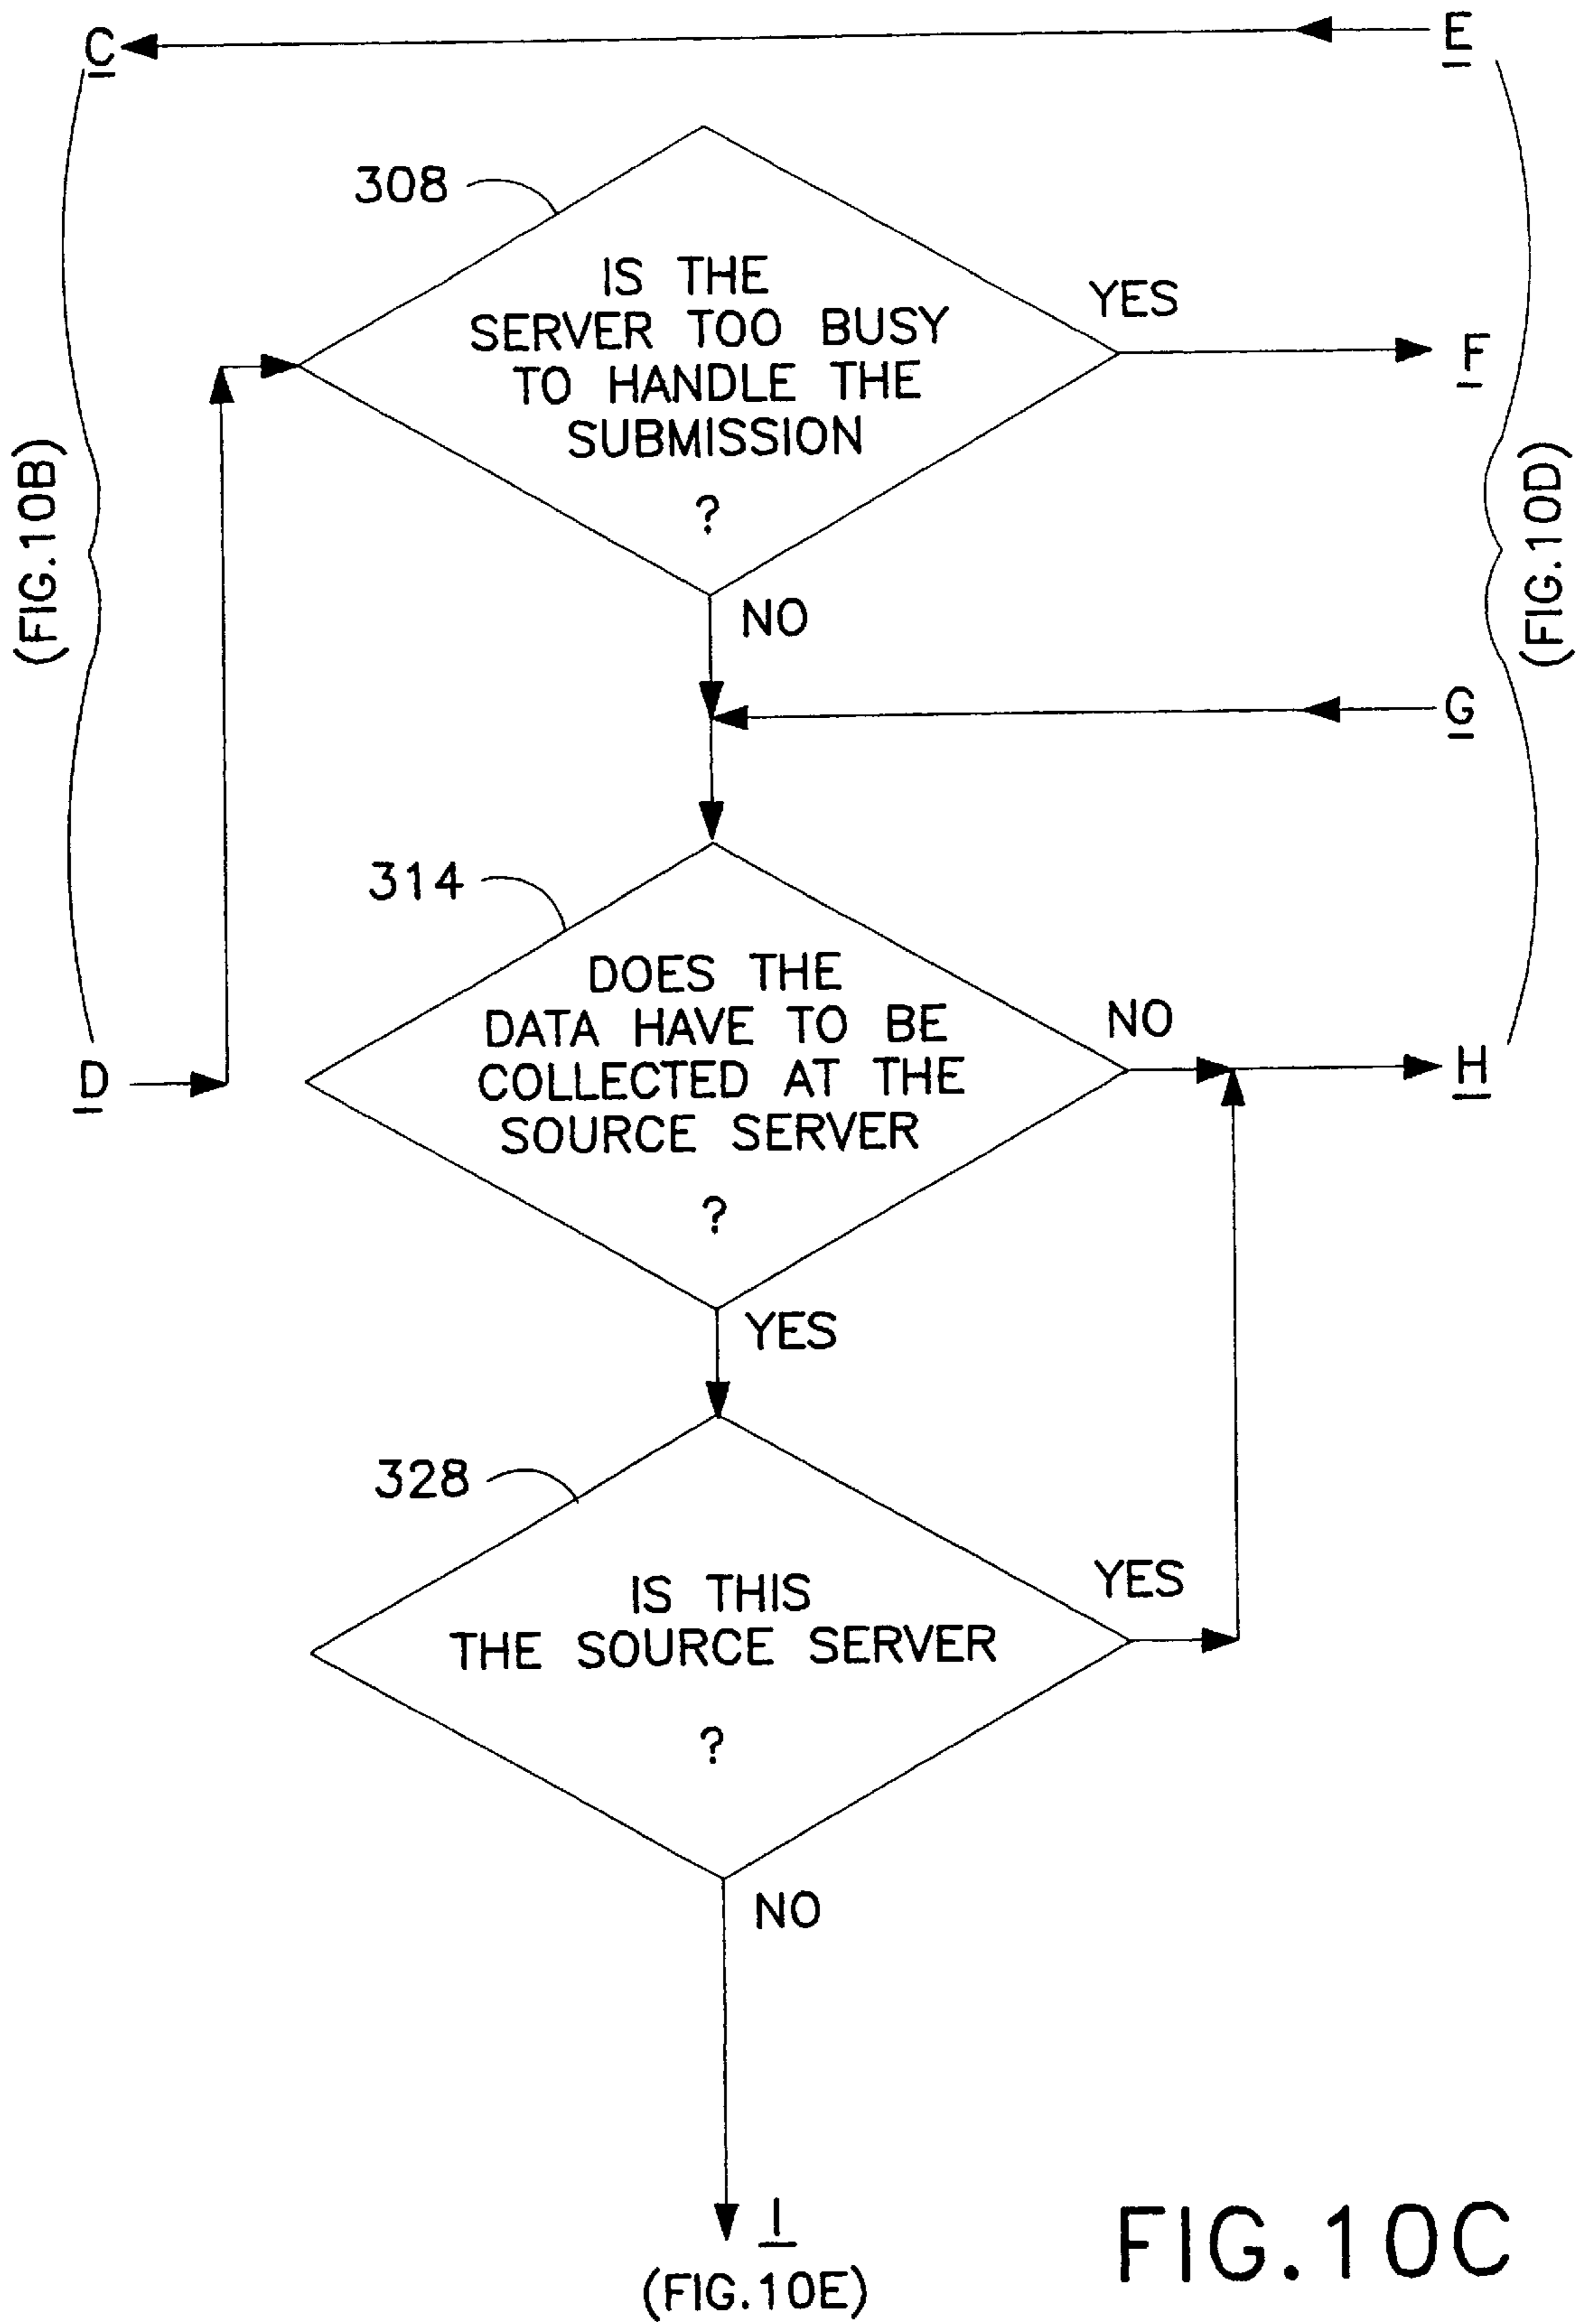 C
E
308
IS THE
SERVER TOO BUSY
TO HANDLE THE
SUBMISSION
?
YES
F
(FIG.10B)
(FIG.10D)
NO
G
314
DOES THE
DATA HAVE TO BE
COLLECTED AT THE
SOURCE SERVER
?
NO
D
H
YES
328
IS THIS
THE SOURCE SERVER
?
YES
NO
I
(FIG.10E)
FIG.10C